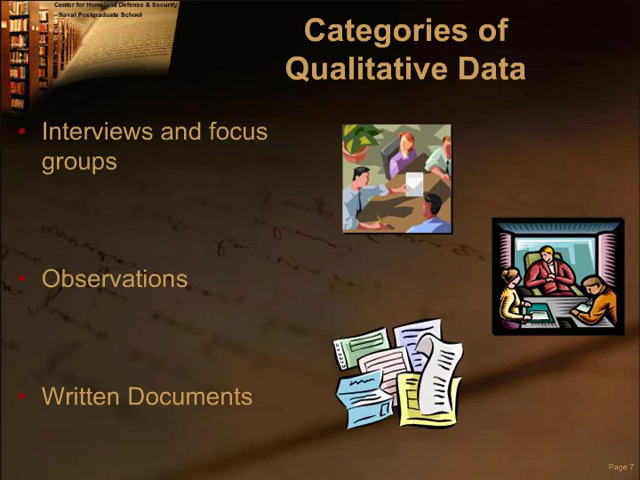 Center for Homeland Defense & Security
Naval Postgraduate School
Categories of
Qualitative Data
• Interviews and focus
groups
• Observations
• Written Documents
Page 7